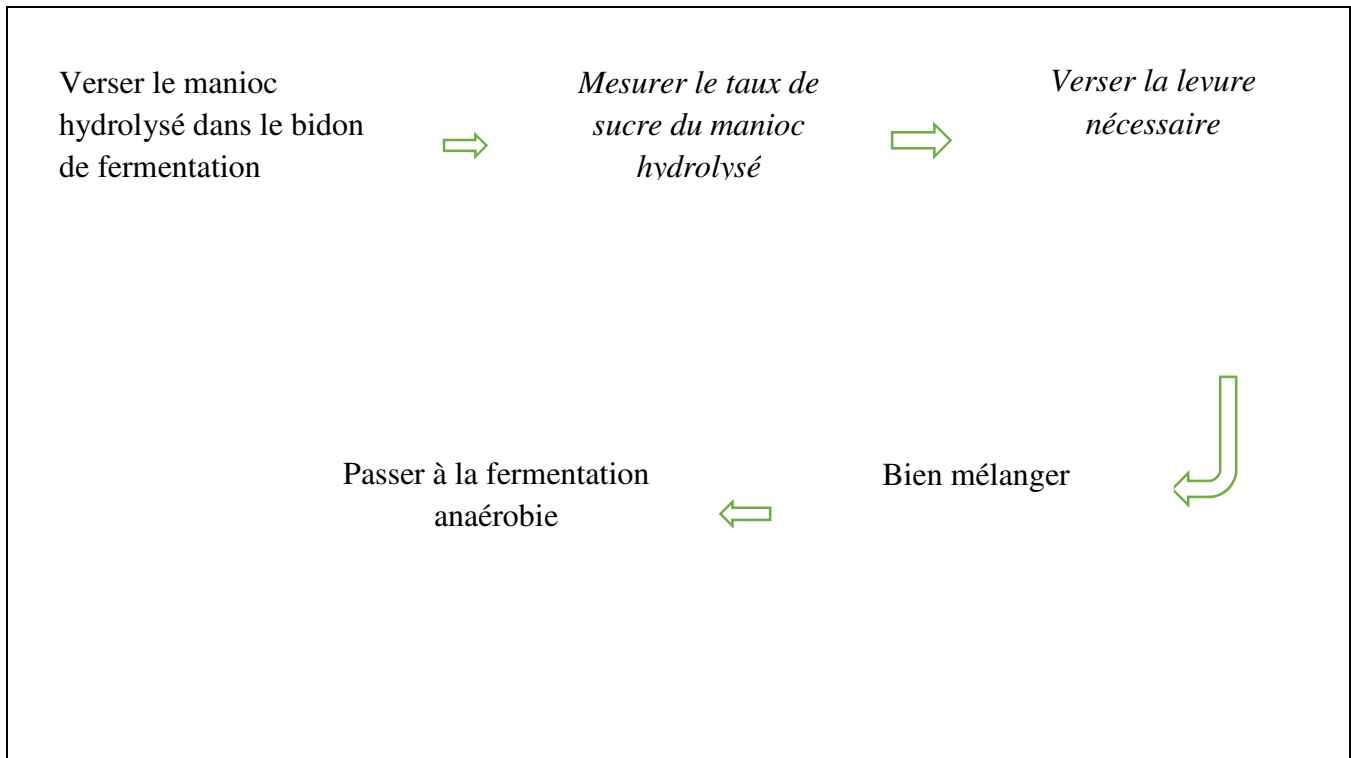 Verser le manioc
hydrolysé dans le bidon
de fermentation
Mesurer le taux de
sucre du manioc
hydrolysé
Verser la levure
nécessaire
Bien mélanger
Passer à la fermentation
anaérobie